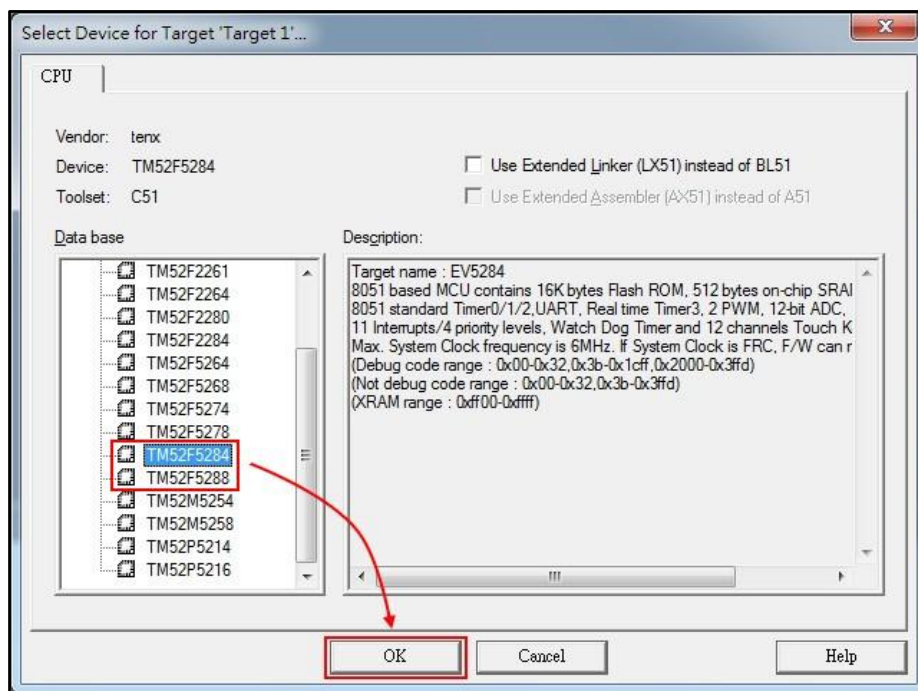 Select Device for Target 'Target 1'...
CPU
Vendor: tenx
Device: TM52F5284
Toolset: C51
Use Extended Linker (LX51) instead of BL51
Use Extended Assembler (AX51) instead of A51
Data base
TM52F2261
TM52F2264
TM52F2280
TM52F2284
TM52F5264
TM52F5268
TM52F5274
TM52F5278
TM52F5284
TM52F5288
TM52M5254
TM52M5258
TM52P5214
TM52P5216
Description:
Target name : EV5284
8051 based MCU contains 16K bytes Flash ROM, 512 bytes on-chip SRAI
8051 standard Timer0/1/2,UART, Real time Timer3, 2 PWM, 12-bit ADC,
11 Interrupts/4 priority levels, Watch Dog Timer and 12 channels Touch K
Max. System Clock frequency is 6MHz. If System Clock is FRC, F/W can r
(Debug code range : 0x00-0x32,0x3b-0x1cff,0x2000-0x3ffd)
(Not debug code range : 0x00-0x32,0x3b-0x3ffd)
(XRAM range : 0xff00-0xffff)
OK
Cancel
Help